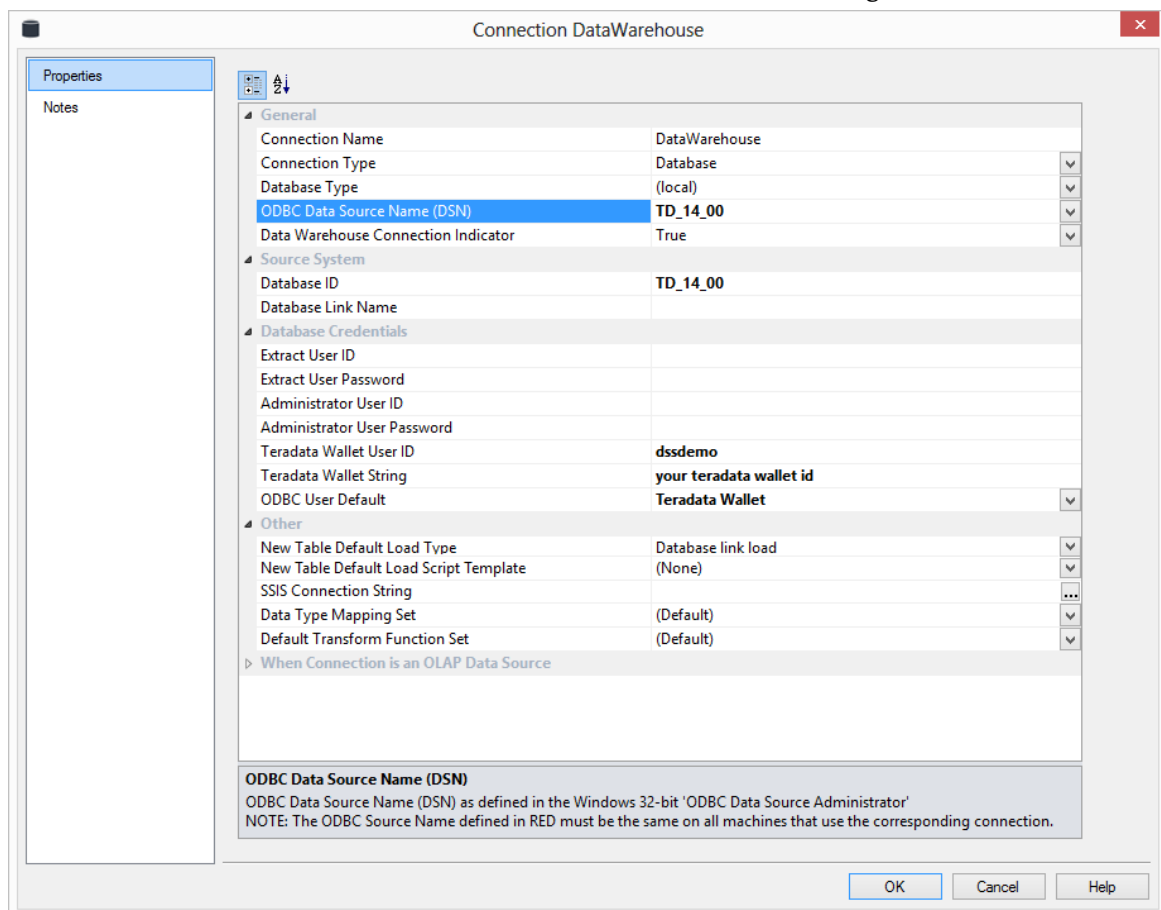 Connection DataWarehouse
Properties
Notes
General
Connection Name DataWarehouse
Connection Type Database
Database Type (local)
ODBC Data Source Name (DSN) TD_14_00
Data Warehouse Connection Indicator True
Source System
Database ID TD_14_00
Database Link Name
Database Credentials
Extract User ID
Extract User Password
Administrator User ID
Administrator User Password
Teradata Wallet User ID dssdemo
Teradata Wallet String your teradata wallet id
ODBC User Default Teradata Wallet
Other
New Table Default Load Type Database link load
New Table Default Load Script Template (None)
SSIS Connection String ...
Data Type Mapping Set (Default)
Default Transform Function Set (Default)
When Connection is an OLAP Data Source
ODBC Data Source Name (DSN)
ODBC Data Source Name (DSN) as defined in the Windows 32-bit 'ODBC Data Source Administrator'
NOTE: The ODBC Source Name defined in RED must be the same on all machines that use the corresponding connection.
OK Cancel Help